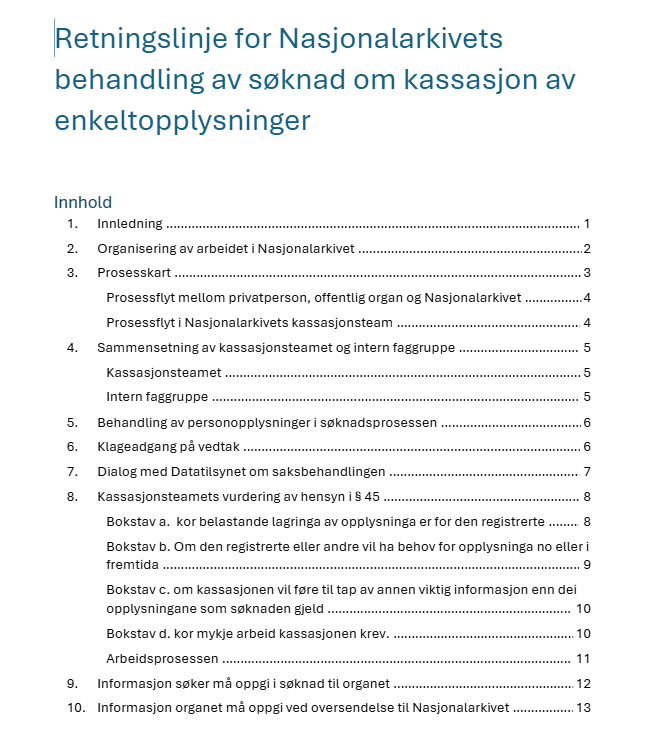 Retningslinje for Nasjonalarkivets
behandling av søknad om kassasjon av
enkeltopplysninger
Innhold
1. Innledning ........................................ 1
2. Organisering av arbeidet i Nasjonalarkivet ........................................ 2
3. Prosesskart ........................................ 3
Prosessflyt mellom privatperson, offentlig organ og Nasjonalarkivet ............... 4
Prosessflyt i Nasjonalarkivets kassasjonsteam ........................................ 4
4. Sammensetning av kassasjonsteamet og intern faggruppe .............................. 5
Kassasjonsteamet ........................................ 5
Intern faggruppe ........................................ 5
5. Behandling av personopplysninger i søknadsprosessen .................................. 6
6. Klageadgang på vedtak ........................................ 6
7. Dialog med Datatilsynet om saksbehandlingen ........................................ 7
8. Kassasjonsteamets vurdering av hensyn i § 45 ........................................ 8
Bokstav a.  kor belastande lagringa av opplysninga er for den registrerte ........ 8
Bokstav b. Om den registrerte eller andre vil ha behov for opplysninga no eller i
fremtida ........................................ 9
Bokstav c. om kassasjonen vil føre til tap av annen viktig informasjon enn dei
opplysningane som søknaden gjeld ........................................ 10
Bokstav d. kor mykje arbeid kassasjonen krev. ........................................ 10
Arbeidsprosessen ........................................ 11
9. Informasjon søker må oppgi i søknad til organet ........................................ 12
10. Informasjon organet må oppgi ved oversendelse til Nasjonalarkivet ............... 13